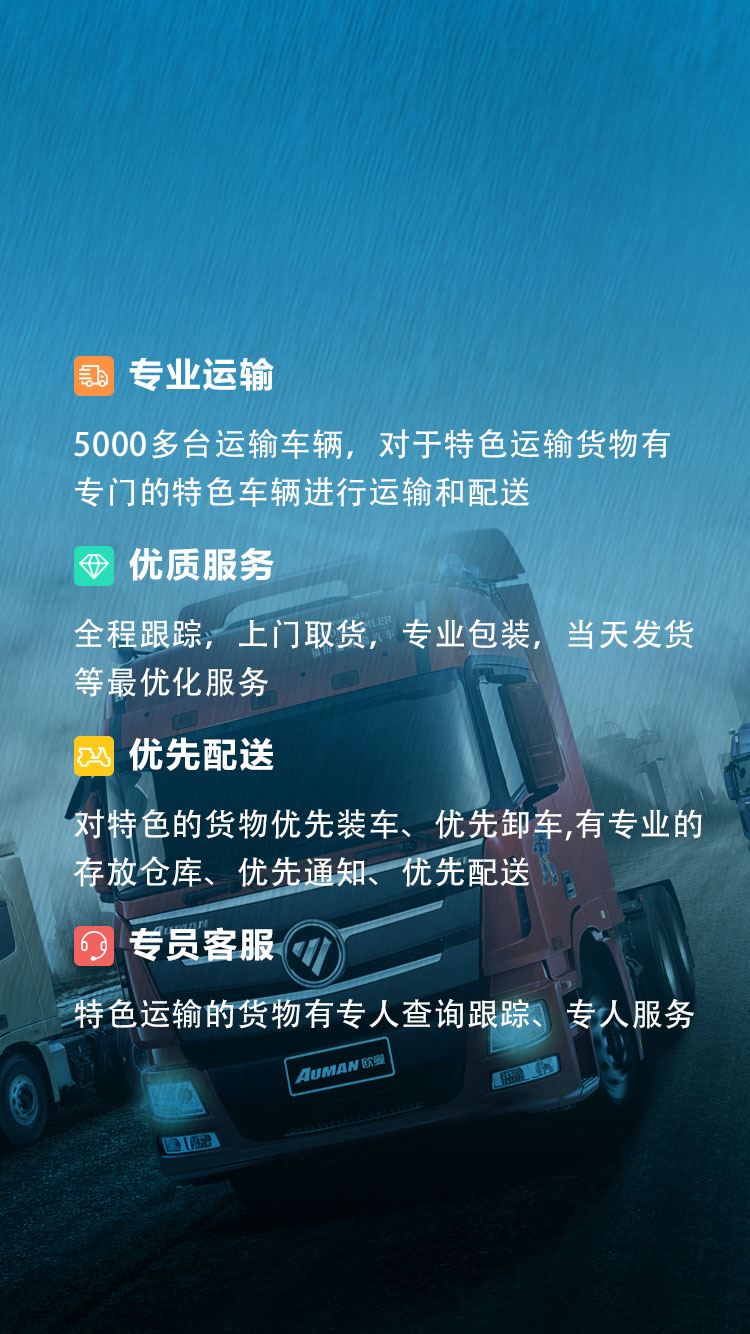 专业运输
5000多台运输车辆，对于特色运输货物有
专门的特色车辆进行运输和配送
优质服务
全程跟踪，上门取货，专业包装，当天发货
等最优化服务
优先配送
对特色的货物优先装车、优先卸车,有专业的
存放仓库、优先通知、优先配送
专员客服
特色运输的货物有专人查询跟踪、专人服务
AUMAN 欧曼